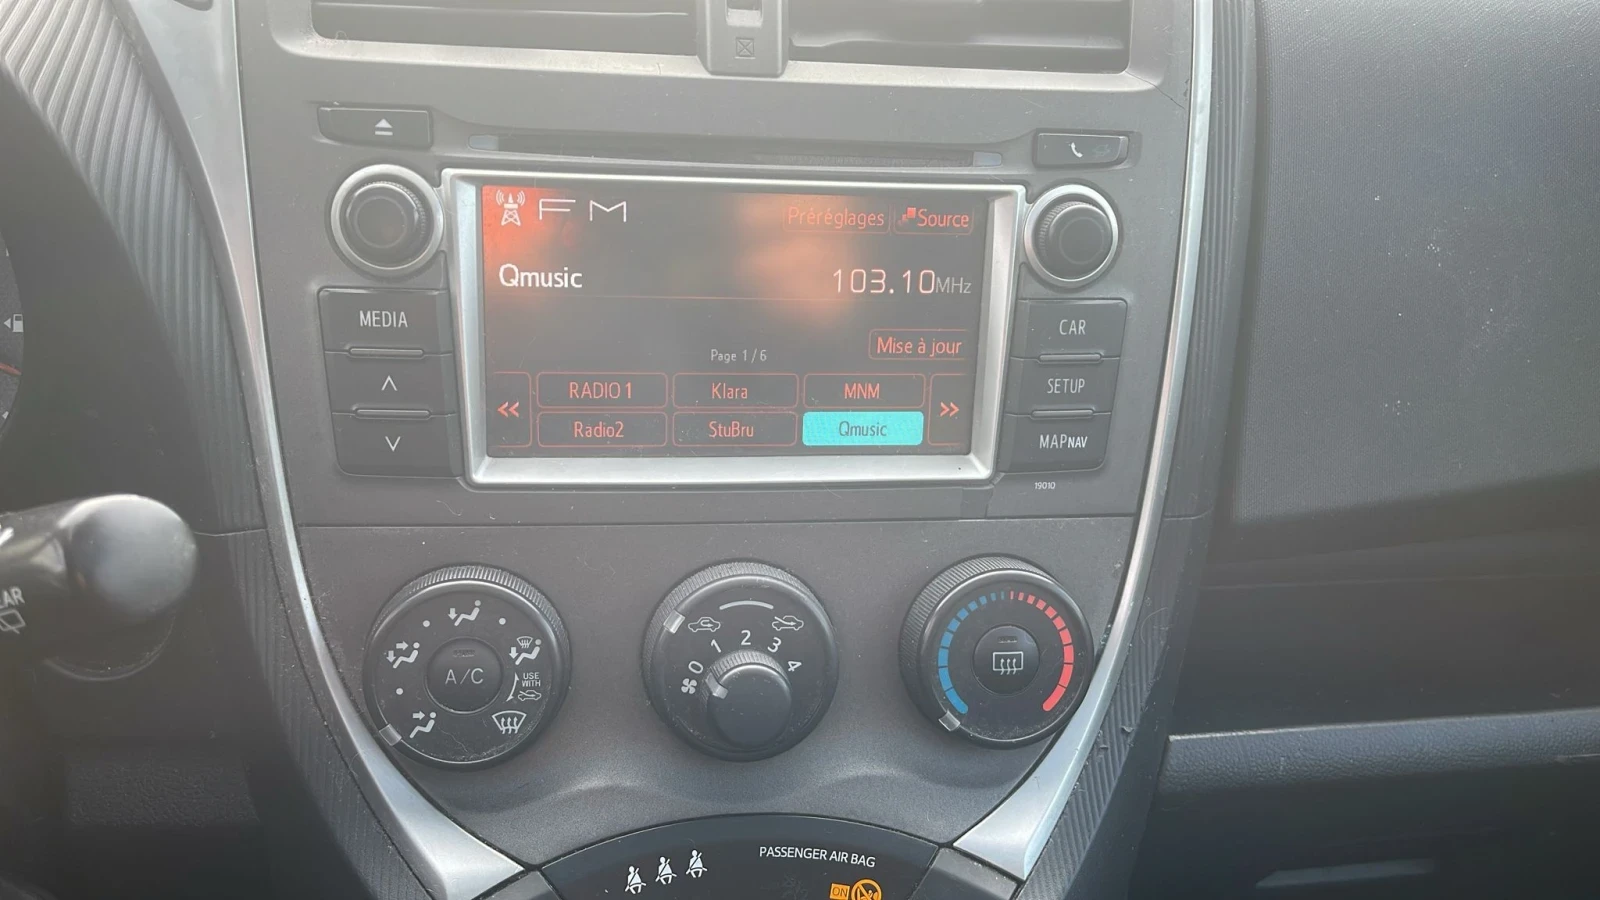 FM
Préréglages Source
Qmusic 103.10MHz
MEDIA
CAR
Mise à jour
Page 1/6
SETUP
« RADIO 1 Klara MNM »
Radio2 StuBru Qmusic
MAPNAV
19010
A/C
USE
WITH
0 1 2 3 4
PASSENGER AIR BAG
ON